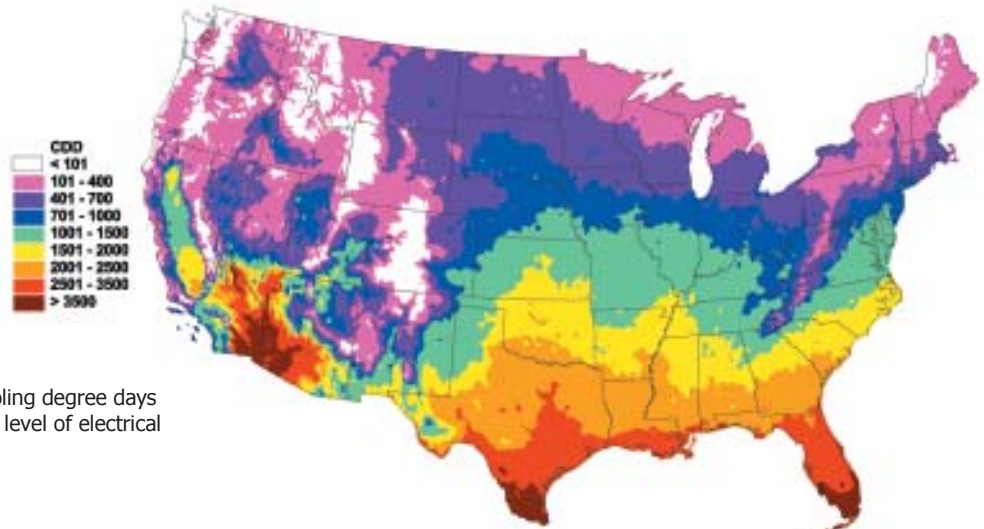 CDD
< 101
101 - 400
401 - 700
701 - 1000
1001 - 1500
1501 - 2000
2001 - 2500
2501 - 3500
> 3500
oling degree days
level of electrical